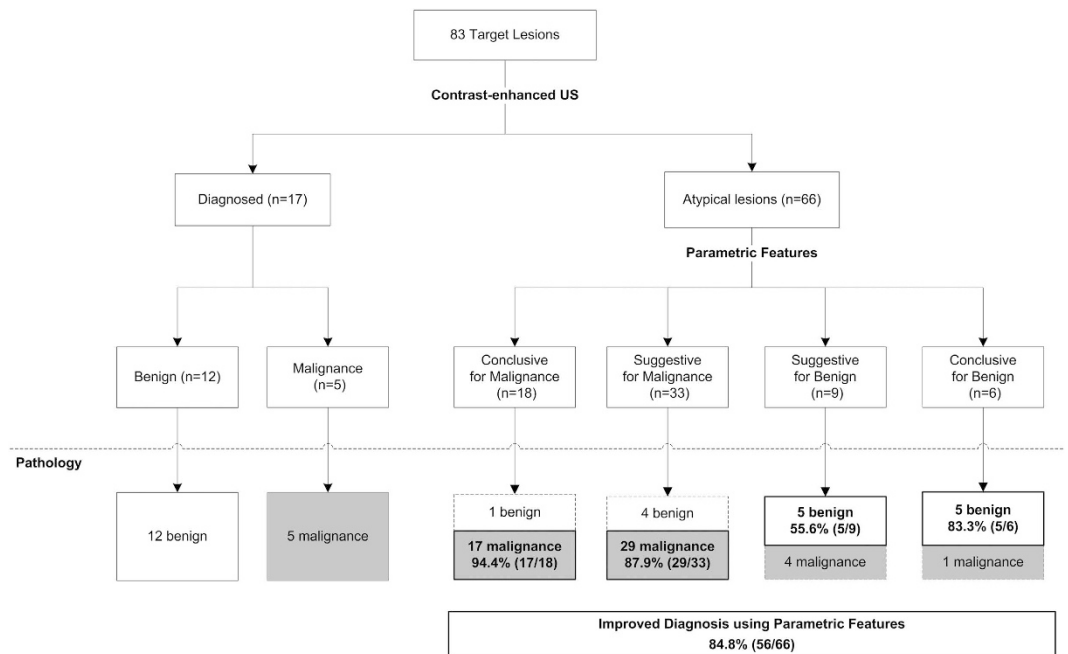 83 Target Lesions
Contrast-enhanced US
Diagnosed (n=17)
Atypical lesions (n=66)
Parametric Features
Benign (n=12)
Malignance
(n=5)
Conclusive
for Malignance
(n=18)
Suggestive
for Malignance
(n=33)
Suggestive
for Benign
(n=9)
Conclusive
for Benign
(n=6)
Pathology
12 benign
5 malignance
1 benign
17 malignance
94.4% (17/18)
4 benign
29 malignance
87.9% (29/33)
5 benign
55.6% (5/9)
4 malignance
5 benign
83.3% (5/6)
1 malignance
Improved Diagnosis using Parametric Features
84.8% (56/66)